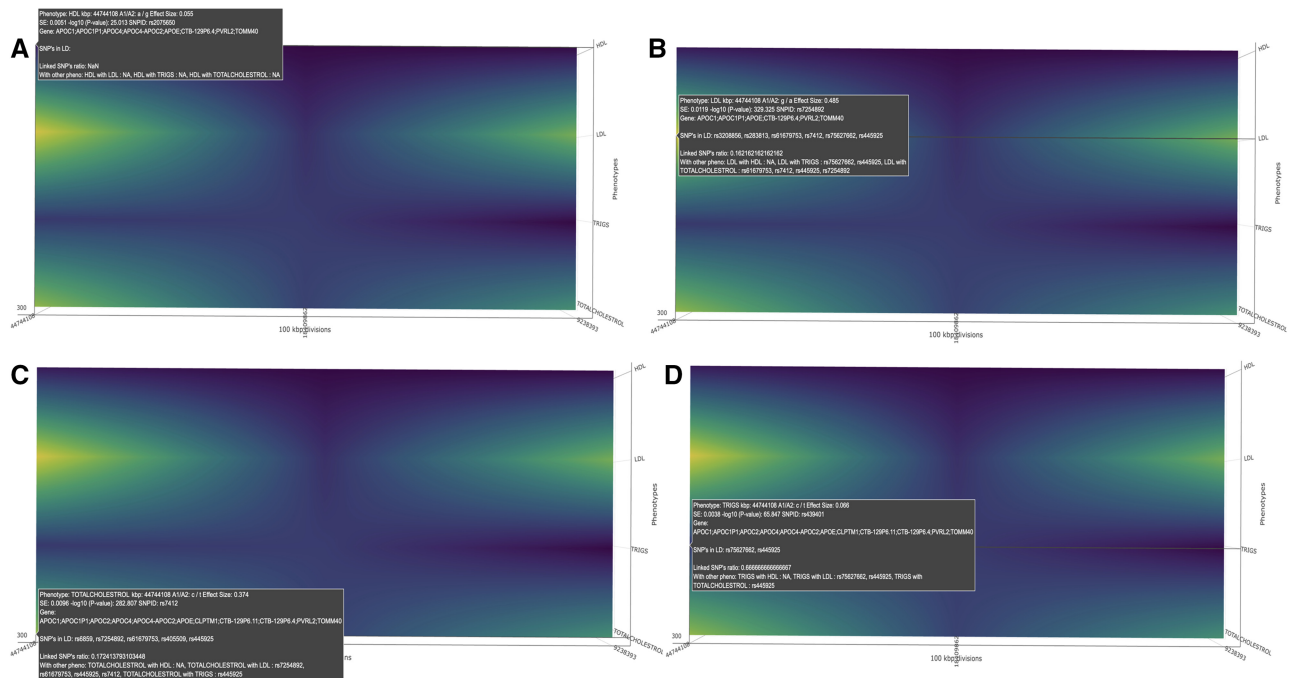 A
Phenotype: HDL kbp: 44744108 A1/A2: a / g Effect Size: 0.055
SE: 0.0051 -log10 (P-value): 25.013 SNPID: rs2075650
Gene: APOC1;APOC1P1;APOC4;APOC4-APOC2;APOE;CTB-129P6.4;PVRL2;TOMM40
SNP's in LD:
Linked SNP's ratio: NaN
With other pheno: HDL with LDL : NA, HDL with TRIGS : NA, HDL with TOTALCHOLESTROL : NA
HDL
LDL
Phenotypes
TRIGS
TOTALCHOLESTROL
300
44744108
100 kbp divisions
9238393
B
Phenotype: LDL kbp: 44744108 A1/A2: g / a Effect Size: 0.485
SE: 0.0119 -log10 (P-value): 329.325 SNPID: rs7254892
Gene: APOC1;APOC1P1;APOE;CTB-129P6.4;PVRL2;TOMM40
SNP's in LD: rs3208856, rs283813, rs61679753, rs7412, rs75627662, rs445925
Linked SNP's ratio: 0.162162162162162
With other pheno: LDL with HDL : NA, LDL with TRIGS : rs75627662, rs445925, LDL with
TOTALCHOLESTROL : rs61679753, rs7412, rs445925, rs7254892
HDL
LDL
Phenotypes
TRIGS
TOTALCHOLESTROL
300
44744108
100 kbp divisions
9238393
C
HDL
LDL
Phenotypes
TRIGS
TOTALCHOLESTROL
Phenotype: TOTALCHOLESTROL kbp: 44744108 A1/A2: c / t Effect Size: 0.374
SE: 0.0096 -log10 (P-value): 282.807 SNPID: rs7412
Gene:
APOC1;APOC1P1;APOC2;APOC4;APOC4-APOC2;APOE;CLPTM1;CTB-129P6.11;CTB-129P6.4;PVRL2;TOMM40
SNP's in LD: rs6859, rs7254892, rs61679753, rs405509, rs445925
Linked SNP's ratio: 0.172413793103448
With other pheno: TOTALCHOLESTROL with HDL : NA, TOTALCHOLESTROL with LDL : rs7254892,
rs61679753, rs445925, rs7412, TOTALCHOLESTROL with TRIGS : rs445925
300
44744108
ns
9238393
D
HDL
LDL
Phenotypes
TRIGS
TOTALCHOLESTROL
Phenotype: TRIGS kbp: 44744108 A1/A2: c / t Effect Size: 0.066
SE: 0.0038 -log10 (P-value): 65.847 SNPID: rs439401
Gene:
APOC1;APOC1P1;APOC2;APOC4;APOC4-APOC2;APOE;CLPTM1;CTB-129P6.11;CTB-129P6.4;PVRL2;TOMM40
SNP's in LD: rs75627662, rs445925
Linked SNP's ratio: 0.666666666666667
With other pheno: TRIGS with HDL : NA, TRIGS with LDL : rs75627662, rs445925, TRIGS with
TOTALCHOLESTROL : rs445925
300
44744108
100 kbp divisions
9238393